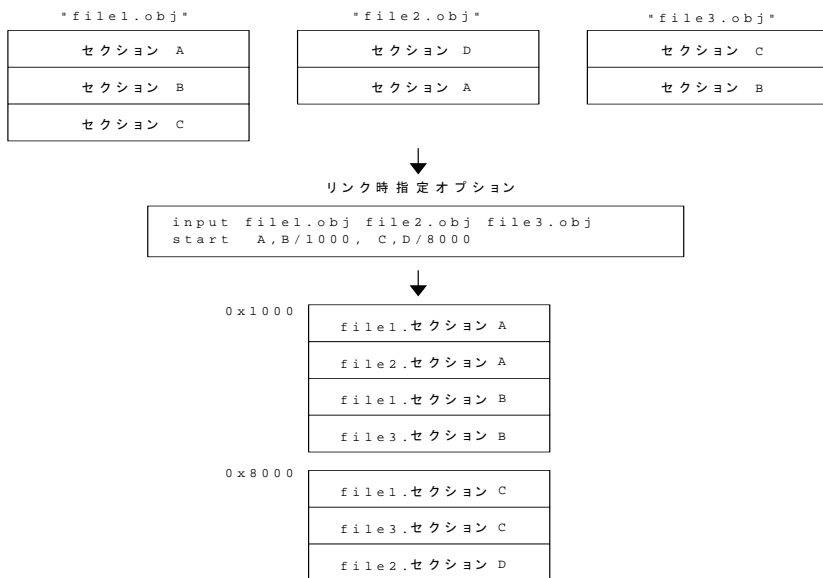 "file1.obj"
セクション A
セクション B
セクション C
"file2.obj"
セクション D
セクション A
"file3.obj"
セクション C
セクション B
リンク時指定オプション
input file1.obj file2.obj file3.obj
start A,B/1000, C,D/8000
0x1000
file1.セクション A
file2.セクション A
file1.セクション B
file3.セクション B
0x8000
file1.セクション C
file3.セクション C
file2.セクション D